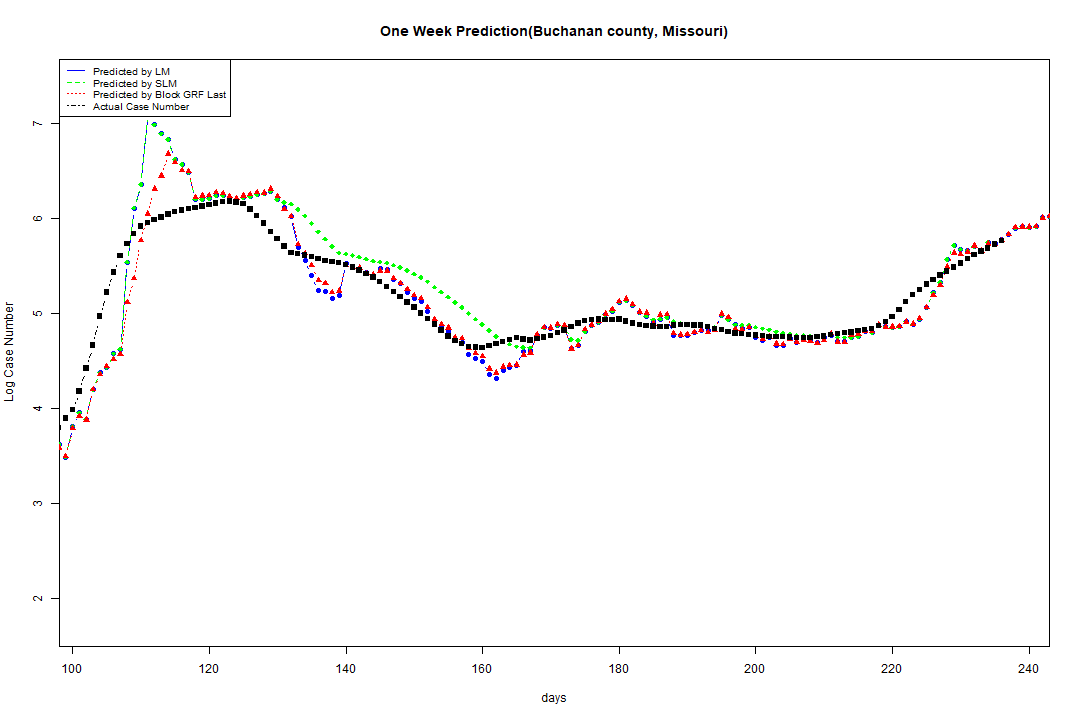 One Week Prediction(Buchanan county, Missouri)
Predicted by LM
Predicted by SLM
Predicted by Block GRF Last
Actual Case Number
7
6
5
4
3
2
Log Case Number
100 120 140 160 180 200 220 240
days